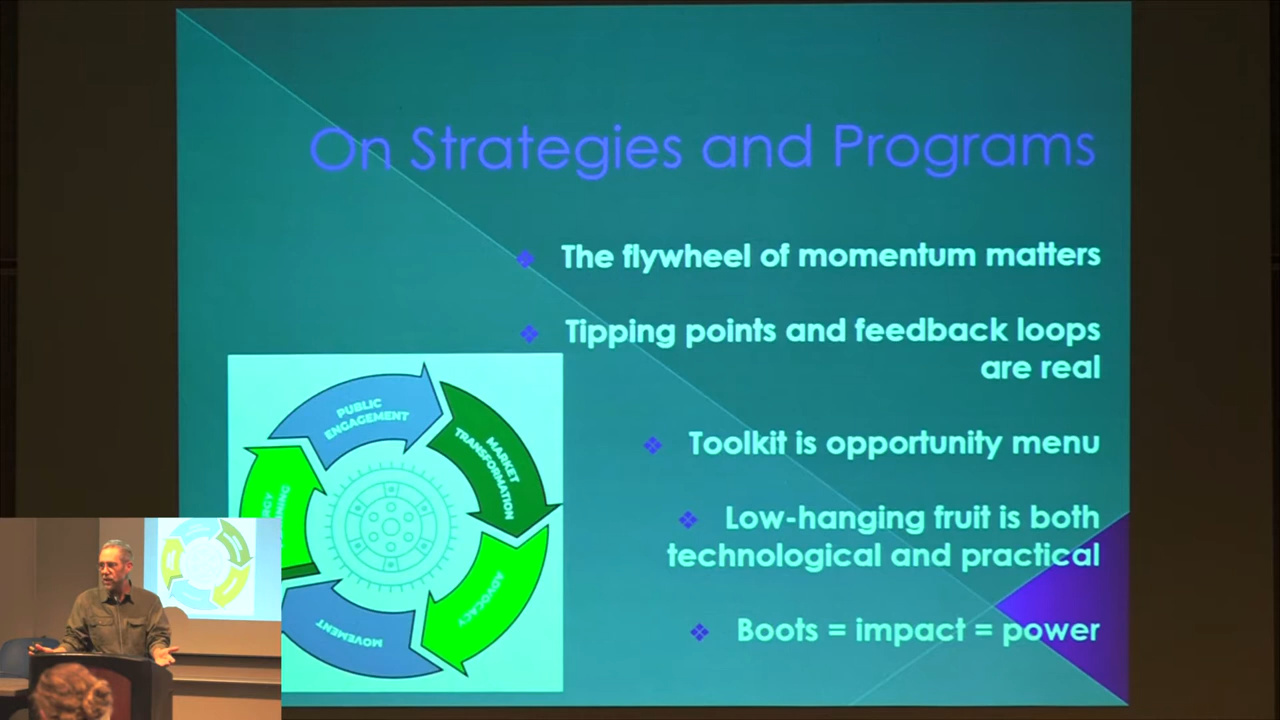 On Strategies and Programs
The flywheel of momentum matters
Tipping points and feedback loops
are real
Toolkit is opportunity menu
Low-hanging fruit is both
technological and practical
Boots = impact = power
PUBLIC
ENGAGEMENT
MARKET
TRANSFORMATION
ADVOCACY
MOVEMENT